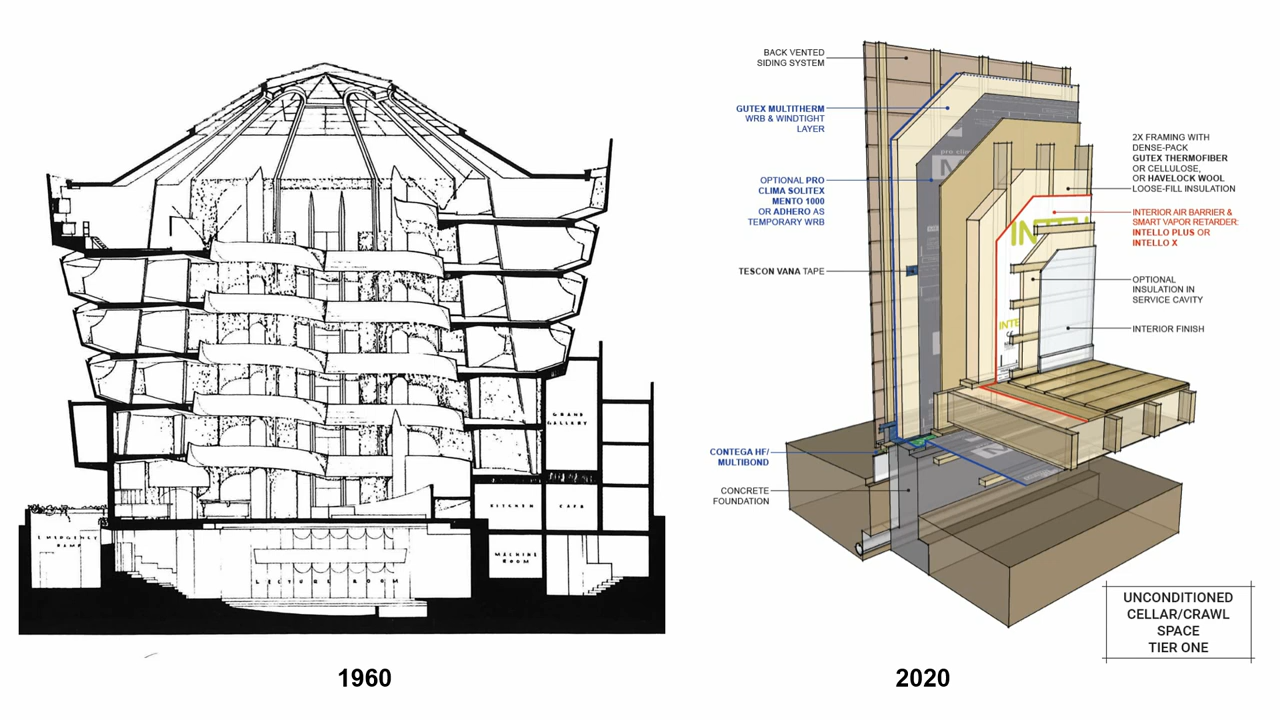 GRAND
GALLERY
KITCHEN
CAFE
EMERGENCY
RAMP
MACHINE
ROOM
LECTURE ROOM
1960
BACK VENTED
SIDING SYSTEM
GUTEX MULTITHERM
WRB & WINDTIGHT
LAYER
OPTIONAL PRO
CLIMA SOLITEX
MENTO 1000
OR ADHERO AS
TEMPORARY WRB
TESCON VANA TAPE
CONTEGA HF/
MULTIBOND
CONCRETE
FOUNDATION
pro clim
M
INTE
2X FRAMING WITH
DENSE-PACK
GUTEX THERMOFIBER
OR CELLULOSE,
OR HAVELOCK WOOL
LOOSE-FILL INSULATION
INTERIOR AIR BARRIER &
SMART VAPOR RETARDER:
INTELLO PLUS OR
INTELLO X
OPTIONAL
INSULATION IN
SERVICE CAVITY
INTERIOR FINISH
UNCONDITIONED
CELLAR/CRAWL
SPACE
TIER ONE
2020